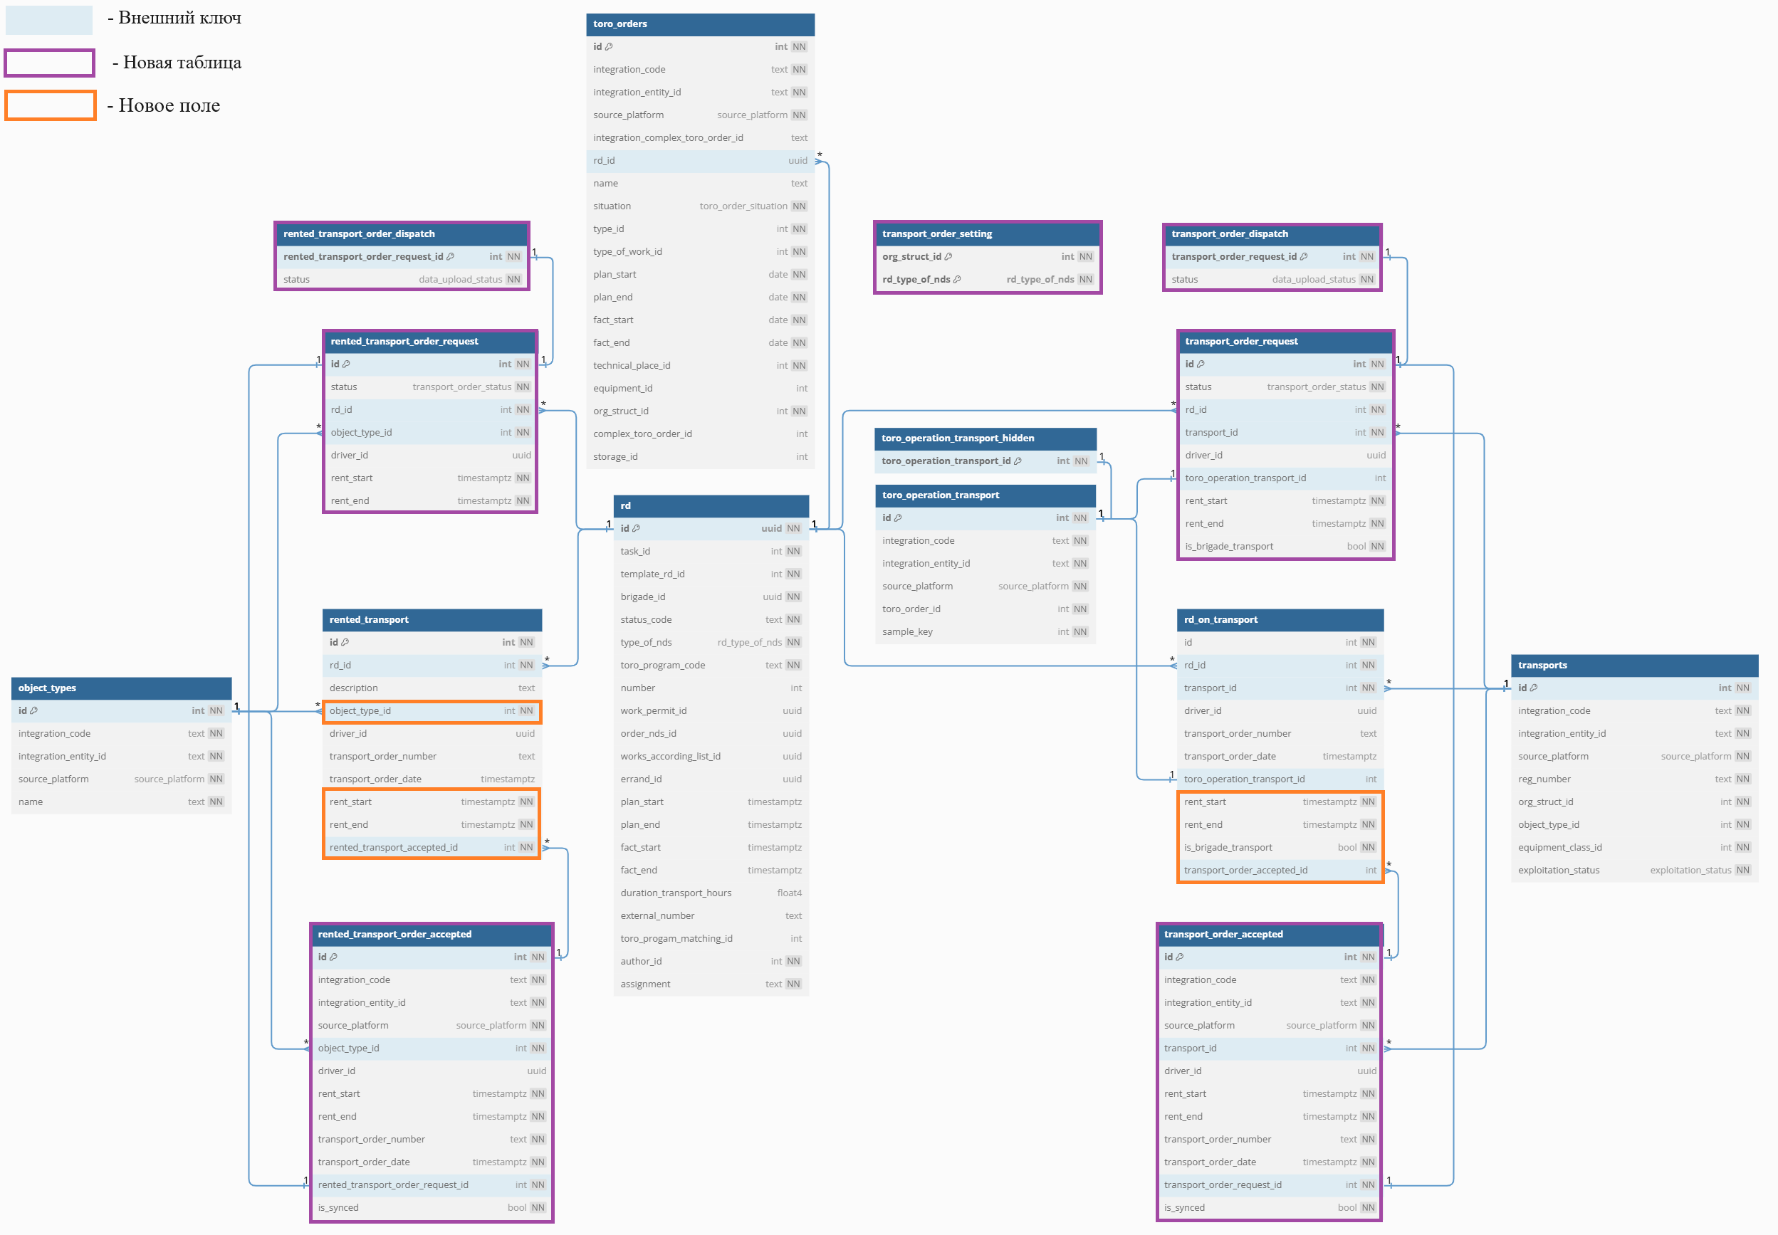 - Внешний ключ
- Новая таблица
- Новое поле
toro_orders
id int NN
integration_code text NN
integration_entity_id text NN
source_platform source_platform NN
integration_complex_toro_order_id text
rd_id uuid
name text
situation toro_order_situation NN
type_id int NN
type_of_work_id int NN
plan_start date NN
plan_end date NN
fact_start date NN
fact_end date NN
technical_place_id int NN
equipment_id int
org_struct_id int NN
complex_toro_order_id int
storage_id int
rented_transport_order_dispatch
rented_transport_order_request_id int NN
status data_upload_status NN
transport_order_setting
org_struct_id int NN
rd_type_of_nds rd_type_of_nds NN
transport_order_dispatch
transport_order_request_id int NN
status data_upload_status NN
rented_transport_order_request
id int NN
status transport_order_status NN
rd_id int NN
object_type_id int NN
driver_id uuid
rent_start timestamptz NN
rent_end timestamptz NN
transport_order_request
id int NN
status transport_order_status NN
rd_id int NN
transport_id int NN
driver_id uuid
toro_operation_transport_id int
rent_start timestamptz NN
rent_end timestamptz NN
is_brigade_transport bool NN
toro_operation_transport_hidden
toro_operation_transport_id int NN
toro_operation_transport
id int NN
integration_code text NN
integration_entity_id text NN
source_platform source_platform NN
toro_order_id int NN
sample_key int NN
rd
id uuid NN
task_id int NN
template_rd_id int NN
brigade_id uuid NN
status_code text NN
type_of_nds rd_type_of_nds NN
toro_program_code text NN
number int
work_permit_id uuid
order_nds_id uuid
works_according_list_id uuid
errand_id uuid
plan_start timestamptz
plan_end timestamptz
fact_start timestamptz
fact_end timestamptz
duration_transport_hours float4
external_number text
toro_progam_matching_id int
author_id int NN
assignment text NN
rented_transport
id int NN
rd_id int NN
description text
object_type_id int NN
driver_id uuid
transport_order_number text
transport_order_date timestamptz
rent_start timestamptz NN
rent_end timestamptz NN
rented_transport_accepted_id int NN
rd_on_transport
id int NN
rd_id int NN
transport_id int NN
driver_id uuid
transport_order_number text
transport_order_date timestamptz
toro_operation_transport_id int
rent_start timestamptz NN
rent_end timestamptz NN
is_brigade_transport bool NN
transport_order_accepted_id int
object_types
id int NN
integration_code text NN
integration_entity_id text NN
source_platform source_platform NN
name text NN
transports
id int NN
integration_code text NN
integration_entity_id text NN
source_platform source_platform NN
reg_number text NN
org_struct_id int NN
object_type_id int NN
equipment_class_id int NN
exploitation_status exploitation_status NN
rented_transport_order_accepted
id int NN
integration_code text NN
integration_entity_id text NN
source_platform source_platform NN
object_type_id int NN
driver_id uuid
rent_start timestamptz NN
rent_end timestamptz NN
transport_order_number text NN
transport_order_date timestamptz NN
rented_transport_order_request_id int NN
is_synced bool NN
transport_order_accepted
id int NN
integration_code text NN
integration_entity_id text NN
source_platform source_platform NN
transport_id int NN
driver_id uuid
rent_start timestamptz NN
rent_end timestamptz NN
transport_order_number text NN
transport_order_date timestamptz NN
transport_order_request_id int NN
is_synced bool NN